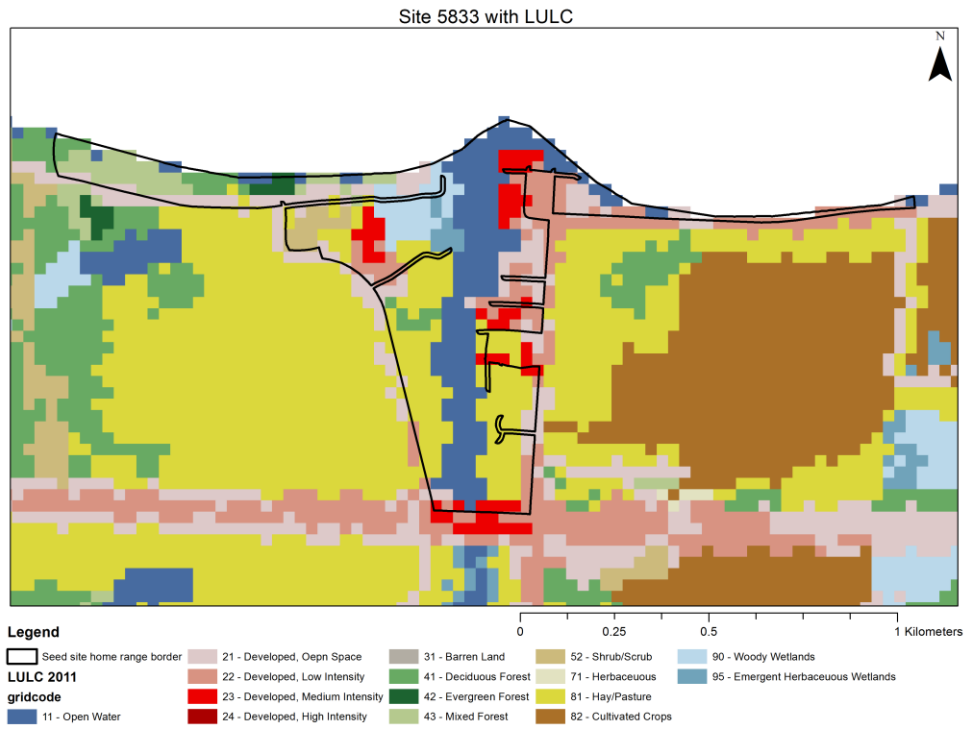 Site 5833 with LULC
N
Legend
Seed site home range border
LULC 2011
gridcode
11 - Open Water
21 - Developed, Oepn Space
22 - Developed, Low Intensity
23 - Developed, Medium Intensity
24 - Developed, High Intensity
31 - Barren Land
41 - Deciduous Forest
42 - Evergreen Forest
43 - Mixed Forest
52 - Shrub/Scrub
71 - Herbaceuous
81 - Hay/Pasture
82 - Cultivated Crops
90 - Woody Wetlands
95 - Emergent Herbaceuous Wetlands
0 0.25 0.5 1 Kilometers